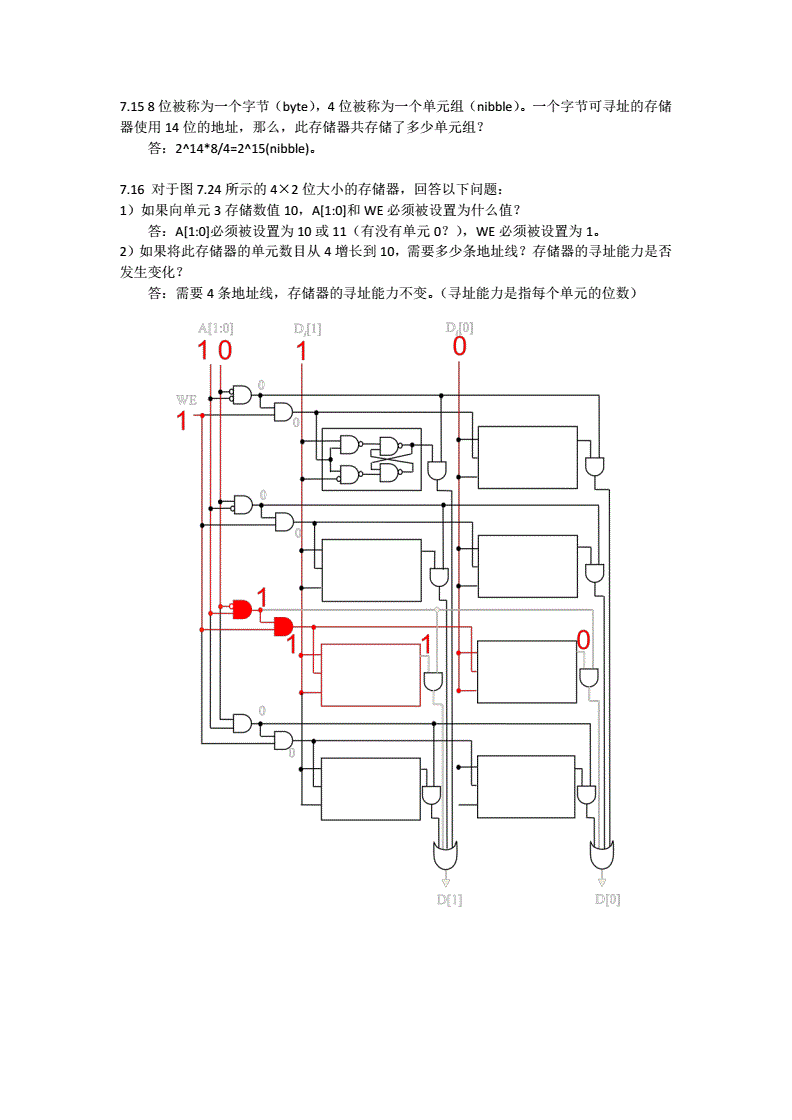 7.15 8 位被称为一个字节（byte），4 位被称为一个单元组（nibble）。一个字节可寻址的存储
器使用 14 位的地址，那么，此存储器共存储了多少单元组？
答：2^14*8/4=2^15(nibble)。
7.16 对于图 7.24 所示的 4×2 位大小的存储器，回答以下问题：
1）如果向单元 3 存储数值 10，A[1:0]和 WE 必须被设置为什么值？
答：A[1:0]必须被设置为 10 或 11（有没有单元 0？），WE 必须被设置为 1。
2）如果将此存储器的单元数目从 4 增长到 10，需要多少条地址线？存储器的寻址能力是否
发生变化？
答：需要 4 条地址线，存储器的寻址能力不变。（寻址能力是指每个单元的位数）
A[1:0] Di[1] Di[0]
1 0 1 0
0
WE
1
0
0
0
1
1 1 0
0
0
D[1] D[0]